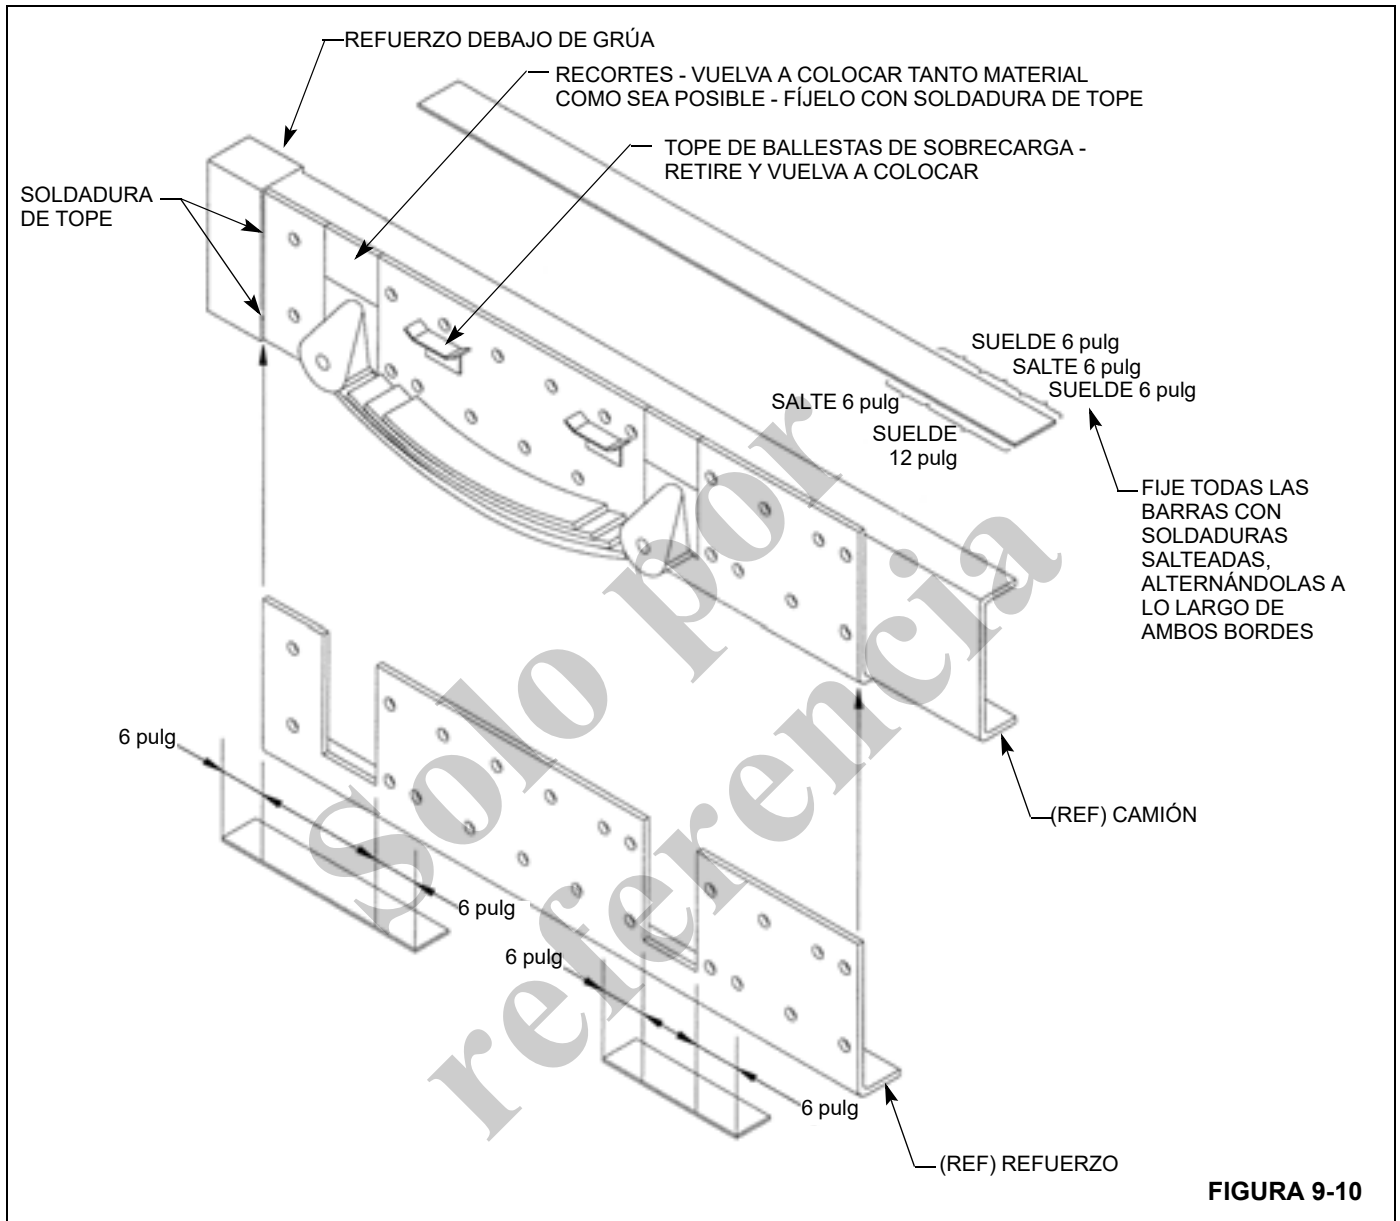 REFUERZO DEBAJO DE GRÚA
RECORTES - VUELVA A COLOCAR TANTO MATERIAL
COMO SEA POSIBLE - FÍJELO CON SOLDADURA DE TOPE
TOPE DE BALLESTAS DE SOBRECARGA -
RETIRE Y VUELVA A COLOCAR
SOLDADURA
DE TOPE
SUELDE 6 pulg
SALTE 6 pulg
SUELDE 6 pulg
SALTE 6 pulg
SUELDE
12 pulg
FIJE TODAS LAS
BARRAS CON
SOLDADURAS
SALTEADAS,
ALTERNÁNDOLAS A
LO LARGO DE
AMBOS BORDES
6 pulg
(REF) CAMIÓN
6 pulg
6 pulg
6 pulg
(REF) REFUERZO
FIGURA 9-10
Solo por
referencia